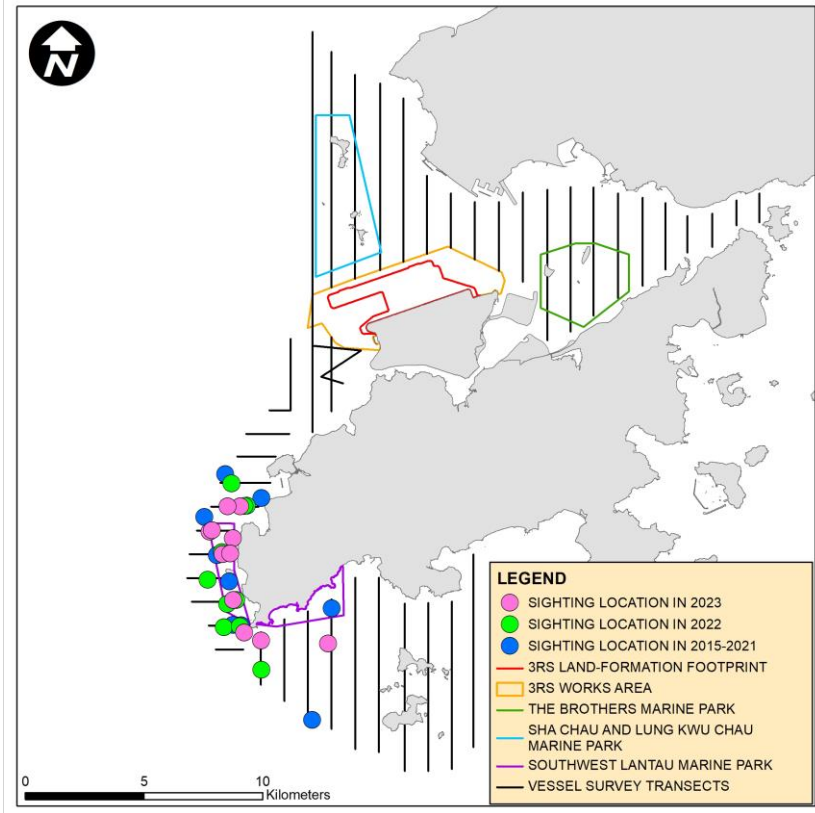 N
LEGEND
SIGHTING LOCATION IN 2023
SIGHTING LOCATION IN 2022
SIGHTING LOCATION IN 2015-2021
3RS LAND-FORMATION FOOTPRINT
3RS WORKS AREA
THE BROTHERS MARINE PARK
SHA CHAU AND LUNG KWU CHAU
MARINE PARK
SOUTHWEST LANTAU MARINE PARK
VESSEL SURVEY TRANSECTS
0 5 10
Kilometers